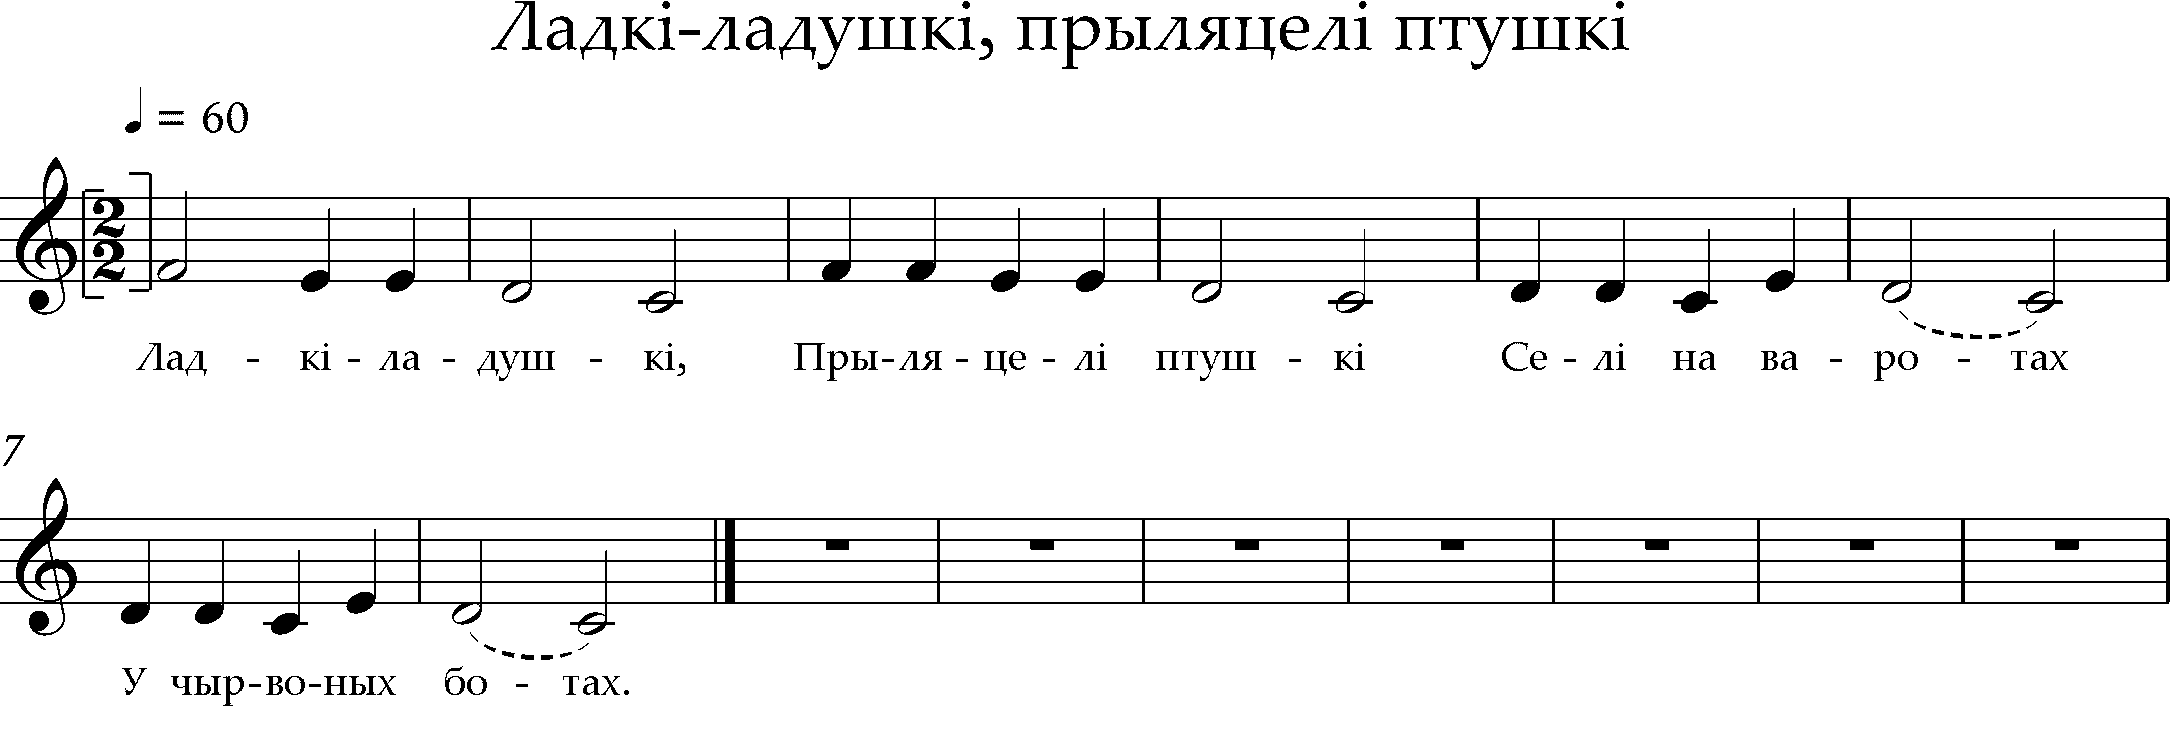 Ладкі-ладушкі, прыляцелі птушкі
= 60
2
2
Лад - кі - ла - душ - кі, Пры-ля - це - лі птуш - кі Се - лі на ва - ро - тах
7
У чыр-во-ных бо - тах.